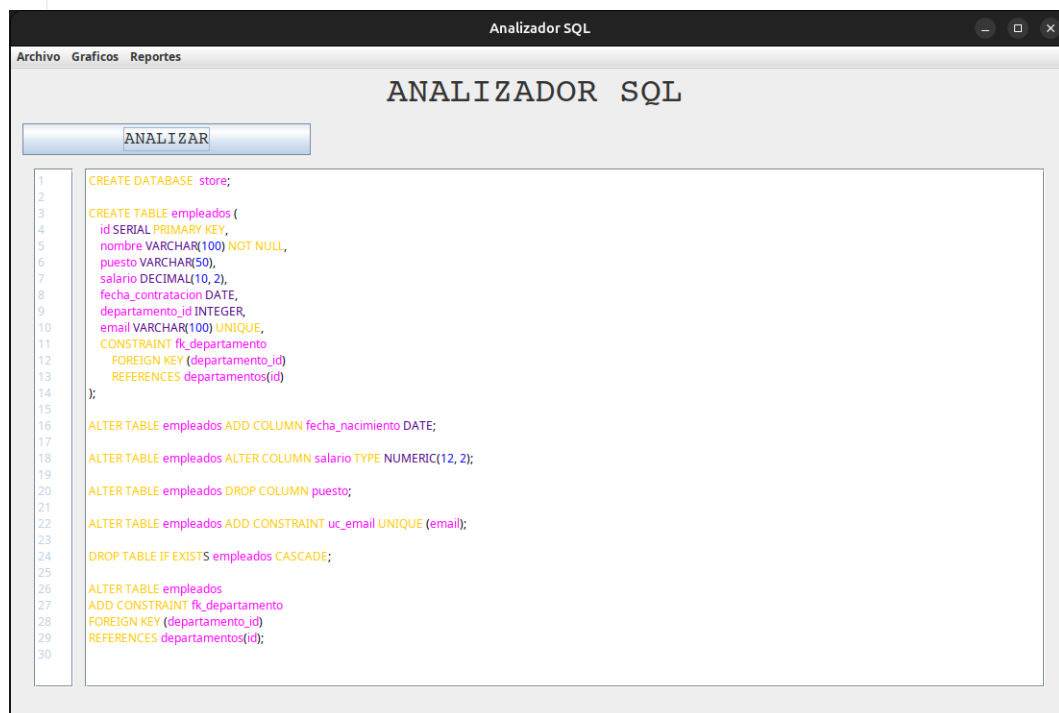 Analizador SQL
Archivo Graficos Reportes
ANALIZADOR SQL
ANALIZAR
1 CREATE DATABASE store;
2
3 CREATE TABLE empleados (
4 id SERIAL PRIMARY KEY,
5 nombre VARCHAR(100) NOT NULL,
6 puesto VARCHAR(50),
7 salario DECIMAL(10, 2),
8 fecha_contratacion DATE,
9 departamento_id INTEGER,
10 email VARCHAR(100) UNIQUE,
11 CONSTRAINT fk_departamento
12 FOREIGN KEY (departamento_id)
13 REFERENCES departamentos(id)
14 );
15
16 ALTER TABLE empleados ADD COLUMN fecha_nacimiento DATE;
17
18 ALTER TABLE empleados ALTER COLUMN salario TYPE NUMERIC(12, 2);
19
20 ALTER TABLE empleados DROP COLUMN puesto;
21
22 ALTER TABLE empleados ADD CONSTRAINT uc_email UNIQUE (email);
23
24 DROP TABLE IF EXISTS empleados CASCADE;
25
26 ALTER TABLE empleados
27 ADD CONSTRAINT fk_departamento
28 FOREIGN KEY (departamento_id)
29 REFERENCES departamentos(id);
30